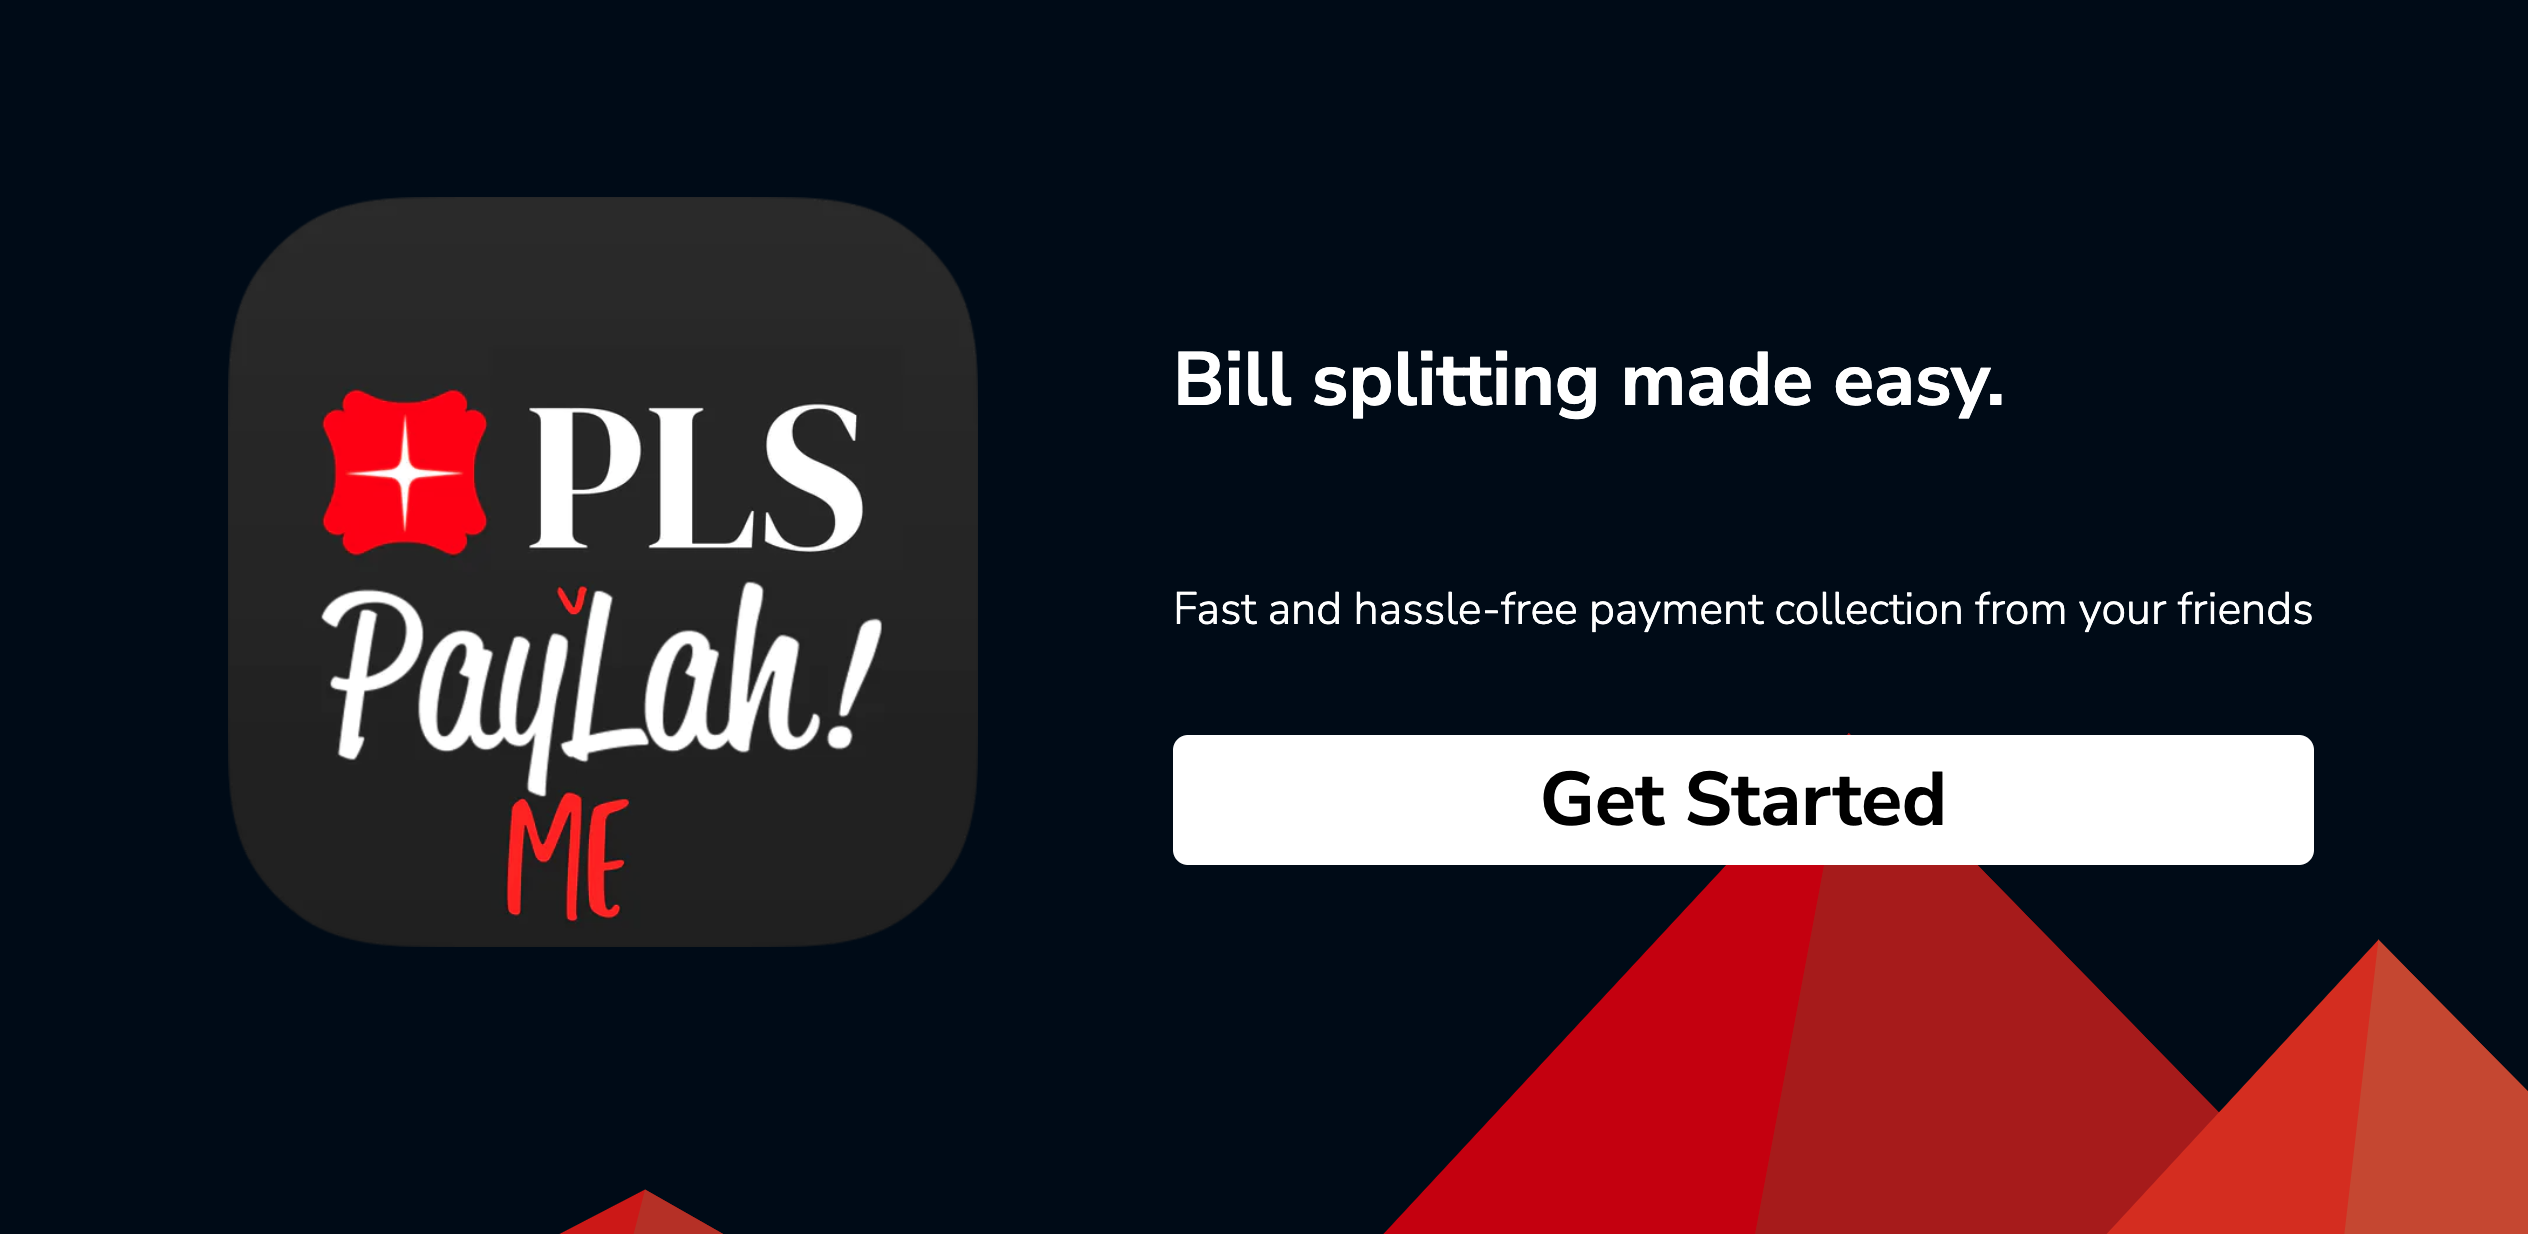 PLS
PayLah!
ME
Bill splitting made easy.
Fast and hassle-free payment collection from your friends
Get Started